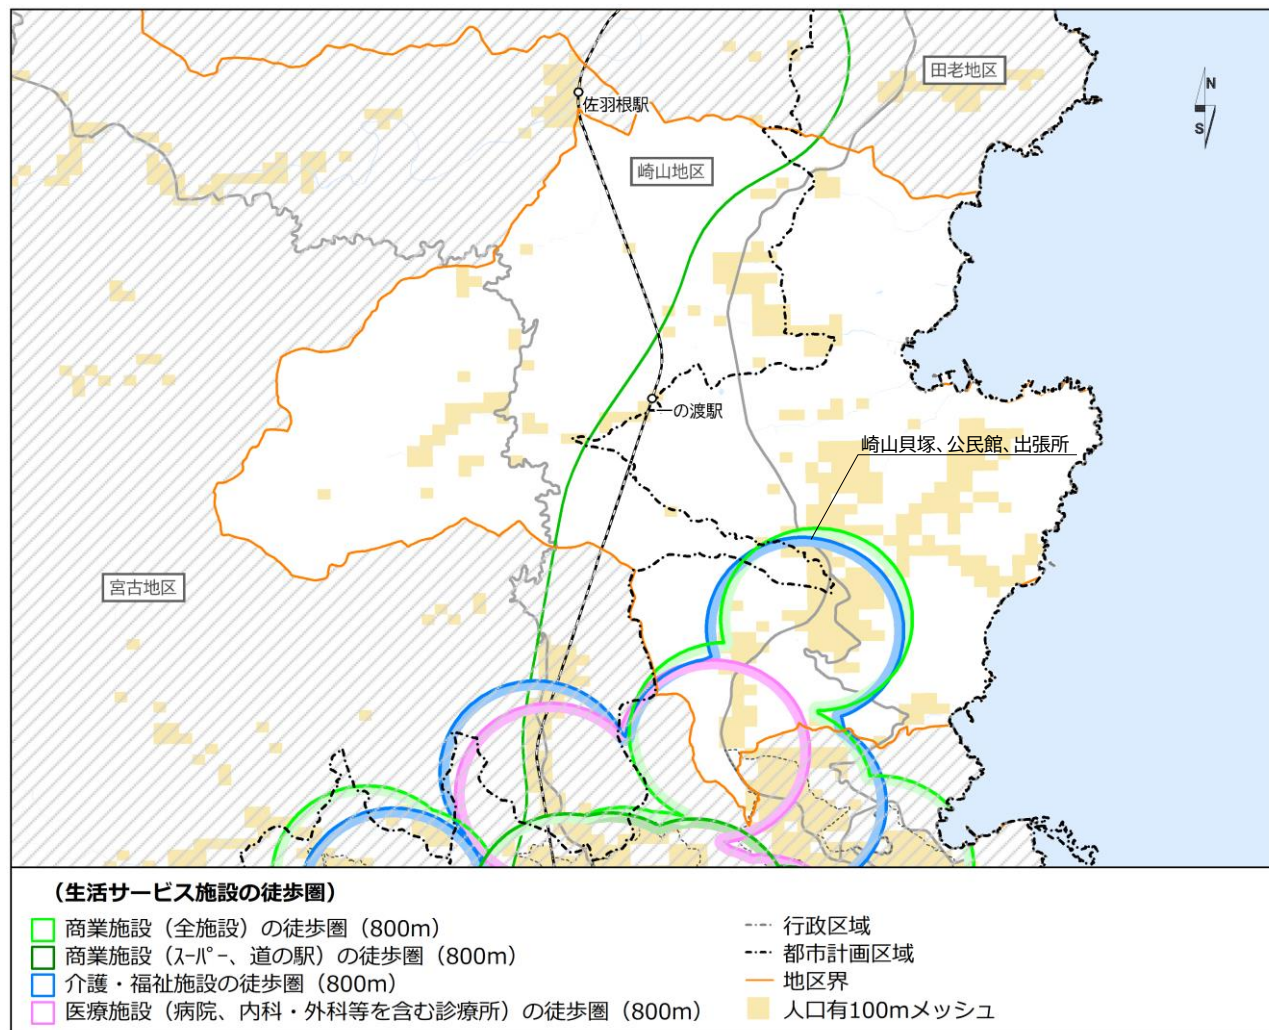 田老地区
N
S
佐羽根駅
崎山地区
一の渡駅
崎山貝塚、公民館、出張所
宮古地区
（生活サービス施設の徒歩圏）
商業施設（全施設）の徒歩圏（800m）
商業施設（ｽｰﾊﾟｰ、道の駅）の徒歩圏（800m）
介護・福祉施設の徒歩圏（800m）
医療施設（病院、内科・外科等を含む診療所）の徒歩圏（800m）
行政区域
都市計画区域
地区界
人口有100mメッシュ